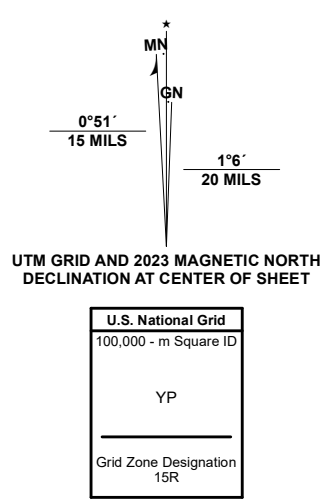 MN
GN
0°51´
15 MILS
1°6´
20 MILS
UTM GRID AND 2023 MAGNETIC NORTH
DECLINATION AT CENTER OF SHEET
U.S. National Grid
100,000 - m Square ID
YP
Grid Zone Designation
15R